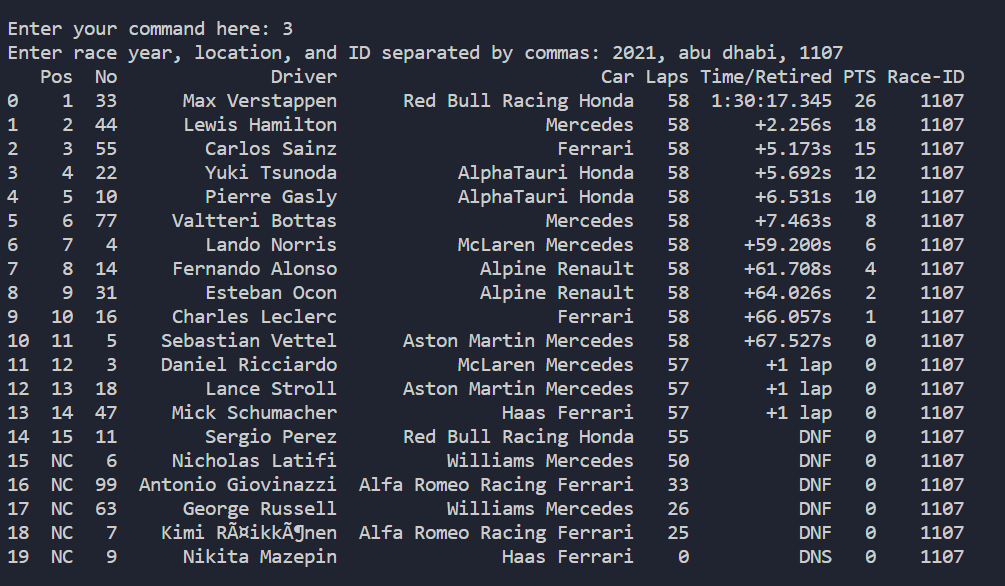 Enter your command here: 3
Enter race year, location, and ID separated by commas: 2021, abu dhabi, 1107
Pos No Driver Car Laps Time/Retired PTS Race-ID
0 1 33 Max Verstappen Red Bull Racing Honda 58 1:30:17.345 26 1107
1 2 44 Lewis Hamilton Mercedes 58 +2.256s 18 1107
2 3 55 Carlos Sainz Ferrari 58 +5.173s 15 1107
3 4 22 Yuki Tsunoda AlphaTauri Honda 58 +5.692s 12 1107
4 5 10 Pierre Gasly AlphaTauri Honda 58 +6.531s 10 1107
5 6 77 Valtteri Bottas Mercedes 58 +7.463s 8 1107
6 7 4 Lando Norris McLaren Mercedes 58 +59.200s 6 1107
7 8 14 Fernando Alonso Alpine Renault 58 +61.708s 4 1107
8 9 31 Esteban Ocon Alpine Renault 58 +64.026s 2 1107
9 10 16 Charles Leclerc Ferrari 58 +66.057s 1 1107
10 11 5 Sebastian Vettel Aston Martin Mercedes 58 +67.527s 0 1107
11 12 3 Daniel Ricciardo McLaren Mercedes 57 +1 lap 0 1107
12 13 18 Lance Stroll Aston Martin Mercedes 57 +1 lap 0 1107
13 14 47 Mick Schumacher Haas Ferrari 57 +1 lap 0 1107
14 15 11 Sergio Perez Red Bull Racing Honda 55 DNF 0 1107
15 NC 6 Nicholas Latifi Williams Mercedes 50 DNF 0 1107
16 NC 99 Antonio Giovinazzi Alfa Romeo Racing Ferrari 33 DNF 0 1107
17 NC 63 George Russell Williams Mercedes 26 DNF 0 1107
18 NC 7 Kimi RÃ¤ikkÃ¶nen Alfa Romeo Racing Ferrari 25 DNF 0 1107
19 NC 9 Nikita Mazepin Haas Ferrari 0 DNS 0 1107